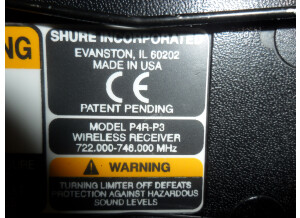 SHURE INCORPORATED
EVANSTON, IL 60202
MADE IN USA
CE
PATENT PENDING
MODEL P4R-P3
WIRELESS RECEIVER
722.000-746.000 MHz
WARNING
TURNING LIMITER OFF DEFEATS
PROTECTION AGAINST HAZARDOUS
SOUND LEVELS